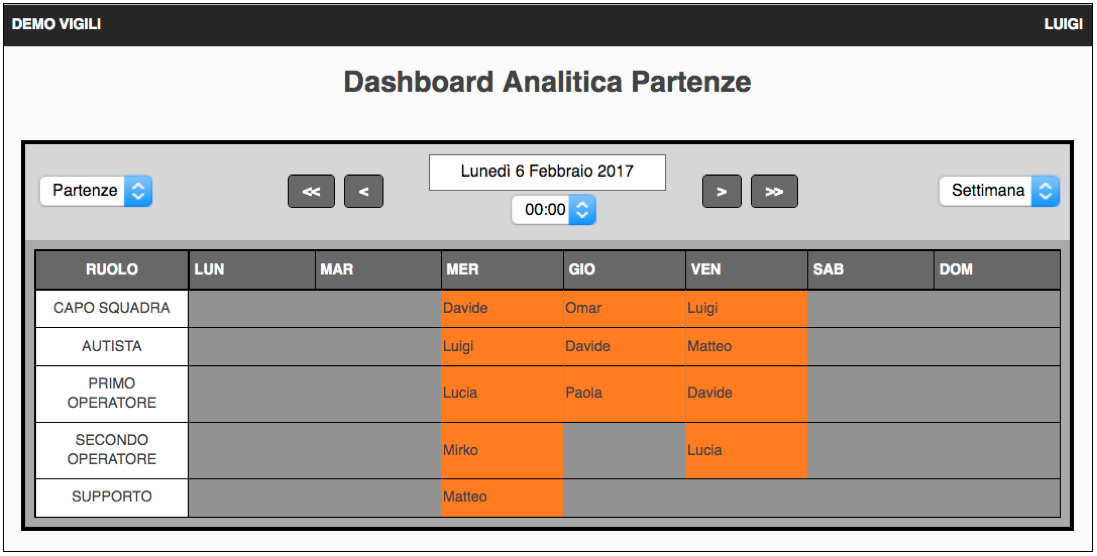 DEMO VIGILI LUIGI
Dashboard Analitica Partenze
Partenze << < Lunedì 6 Febbraio 2017 > >> Settimana
00:00
RUOLO LUN MAR MER GIO VEN SAB DOM
CAPO SQUADRA Davide Omar Luigi
AUTISTA Luigi Davide Matteo
PRIMO
OPERATORE Lucia Paola Davide
SECONDO
OPERATORE Mirko Lucia
SUPPORTO Matteo